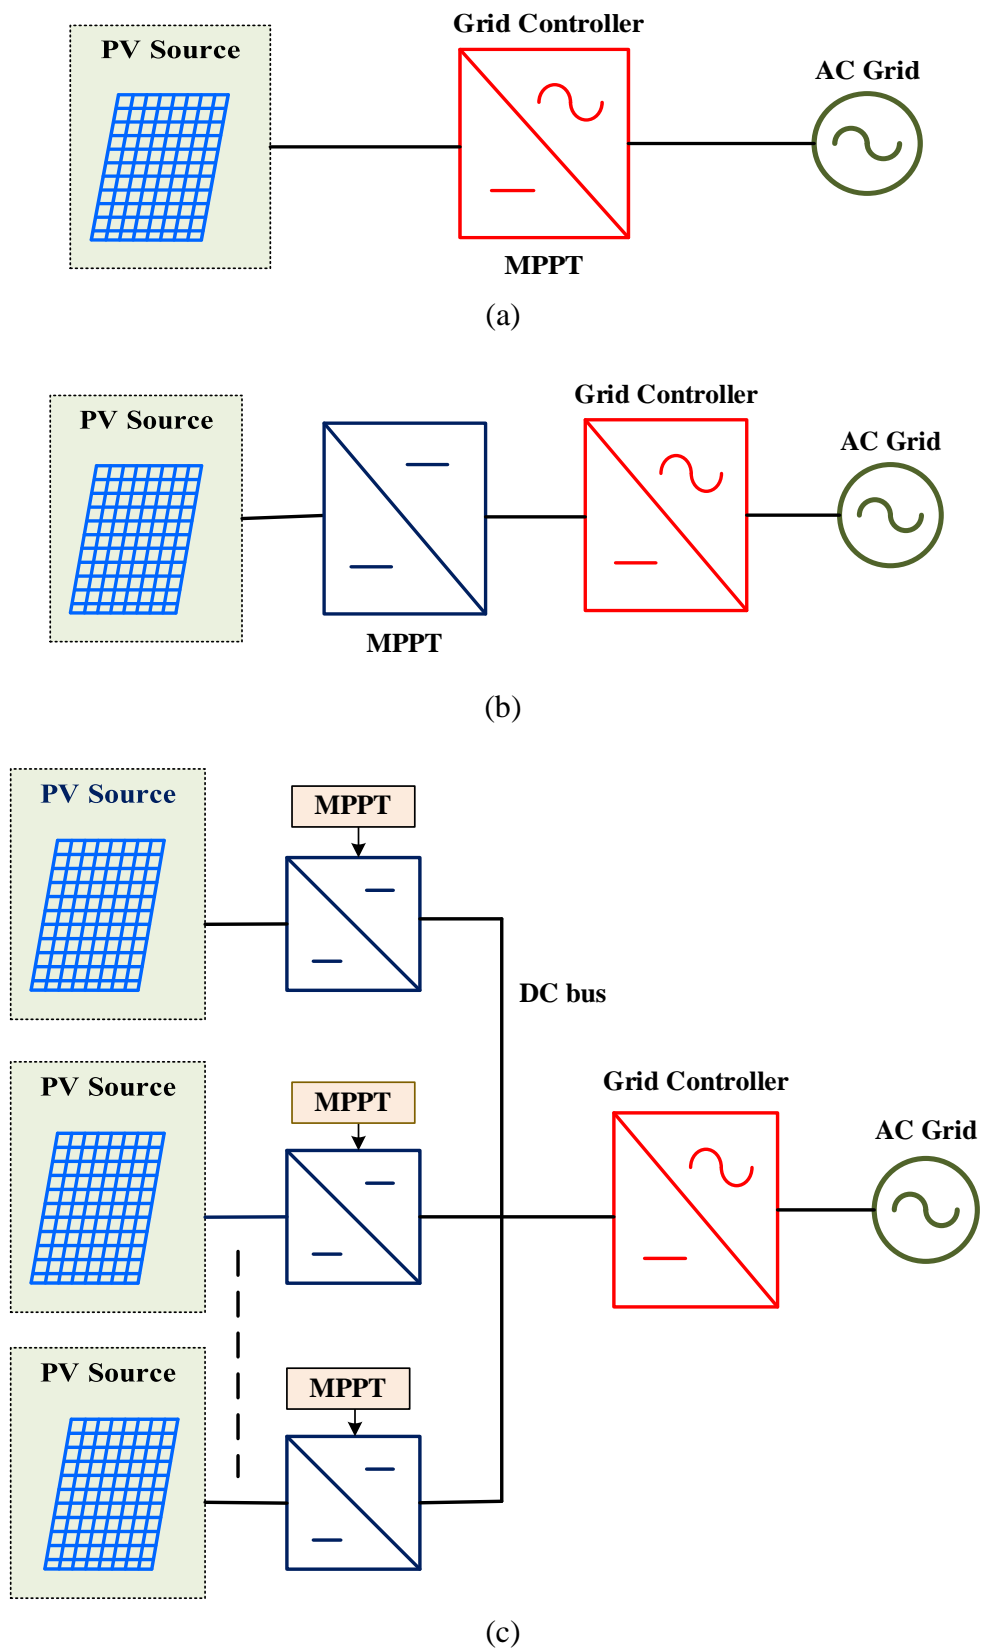 Grid Controller
PV Source
AC Grid
MPPT
(a)
Grid Controller
PV Source
AC Grid
MPPT
(b)
PV Source
MPPT
DC bus
PV Source
MPPT
Grid Controller
AC Grid
PV Source
MPPT
(c)